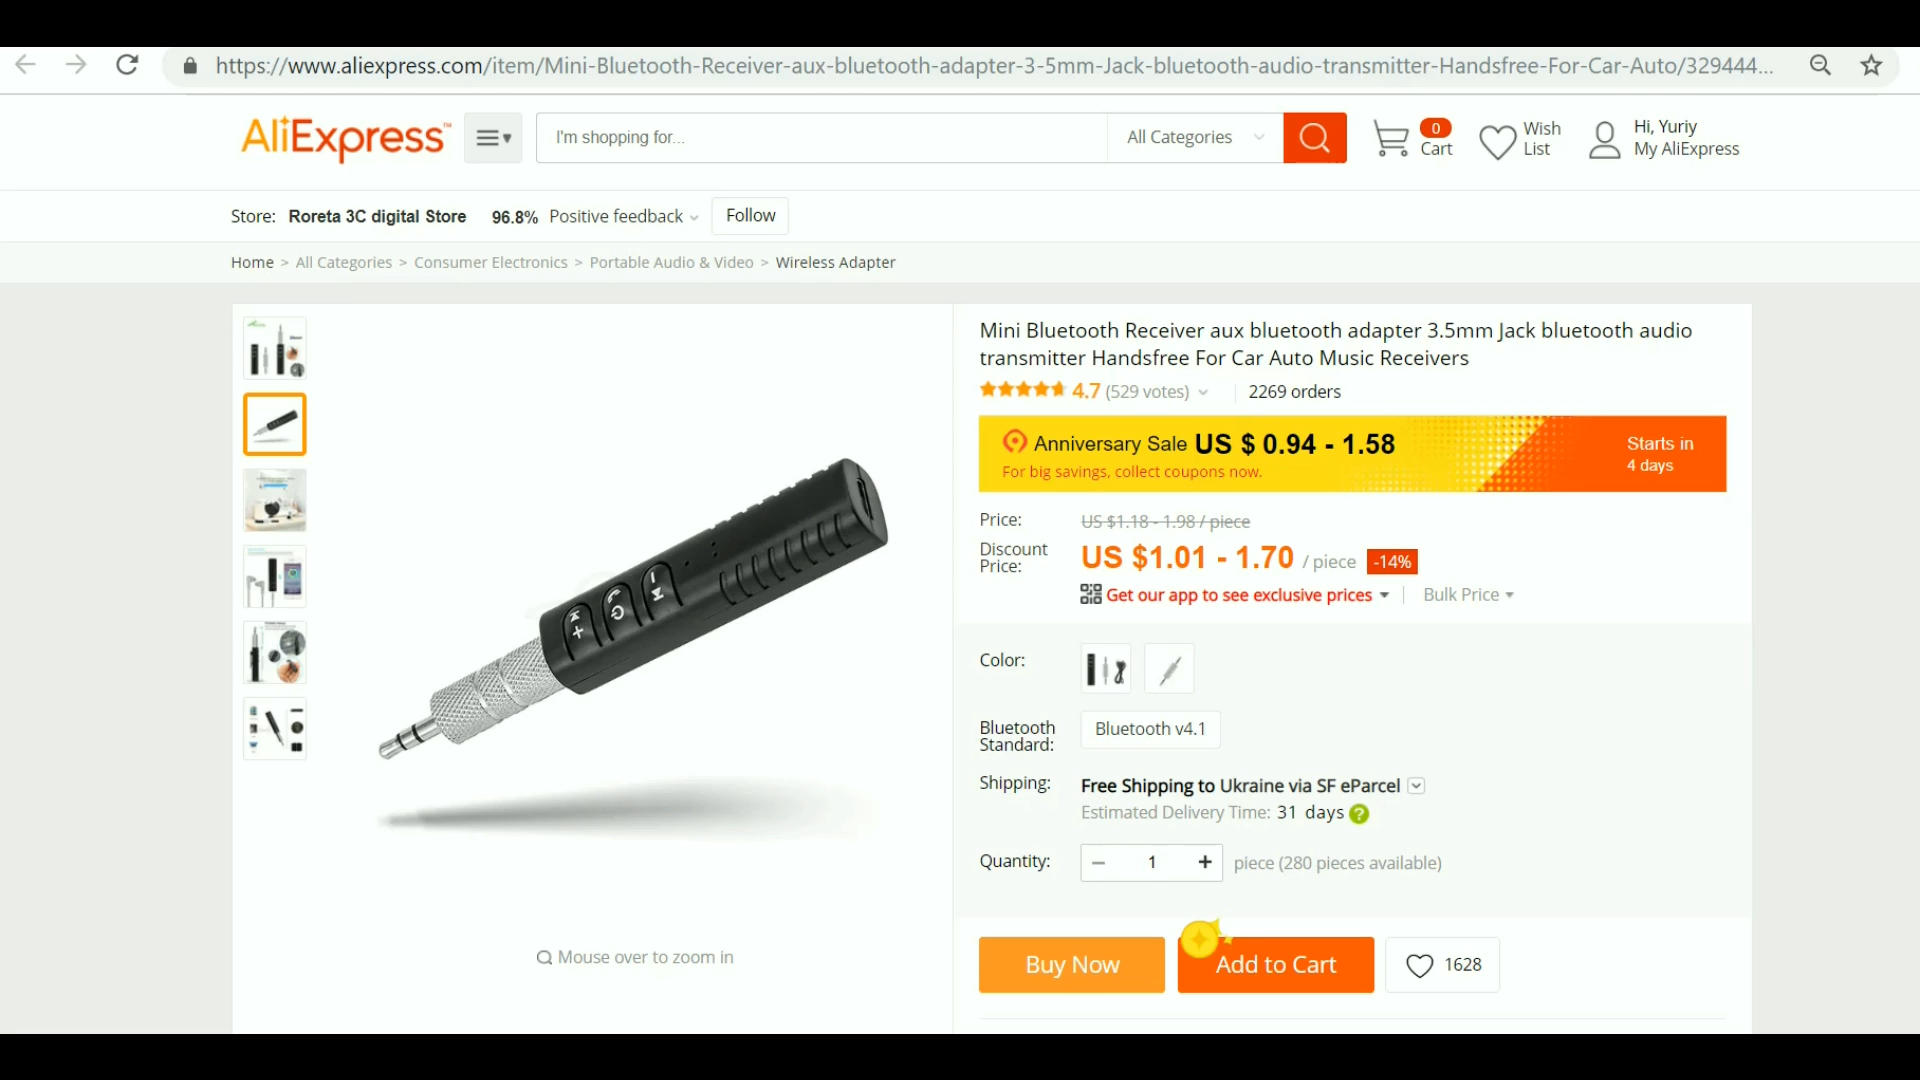 https://www.aliexpress.com/item/Mini-Bluetooth-Receiver-aux-bluetooth-adapter-3-5mm-Jack-bluetooth-audio-transmitter-Handsfree-For-Car-Auto/329444...
AliExpress™
I'm shopping for...
All Categories
0
Cart
Wish
List
Hi, Yuriy
My AliExpress
Store: Roreta 3C digital Store 96.8% Positive feedback Follow
Home > All Categories > Consumer Electronics > Portable Audio & Video > Wireless Adapter
Mini Bluetooth Receiver aux bluetooth adapter 3.5mm Jack bluetooth audio
transmitter Handsfree For Car Auto Music Receivers
4.7 (529 votes) 2269 orders
Anniversary Sale US $ 0.94 - 1.58
For big savings, collect coupons now.
Starts in
4 days
Price: US $1.18 - 1.98 / piece
Discount
Price:
US $1.01 - 1.70 / piece -14%
Get our app to see exclusive prices Bulk Price
Color:
Bluetooth
Standard:
Bluetooth v4.1
Shipping: Free Shipping to Ukraine via SF eParcel
Estimated Delivery Time: 31 days ?
Quantity: − 1 + piece (280 pieces available)
Mouse over to zoom in
Buy Now
Add to Cart
1628